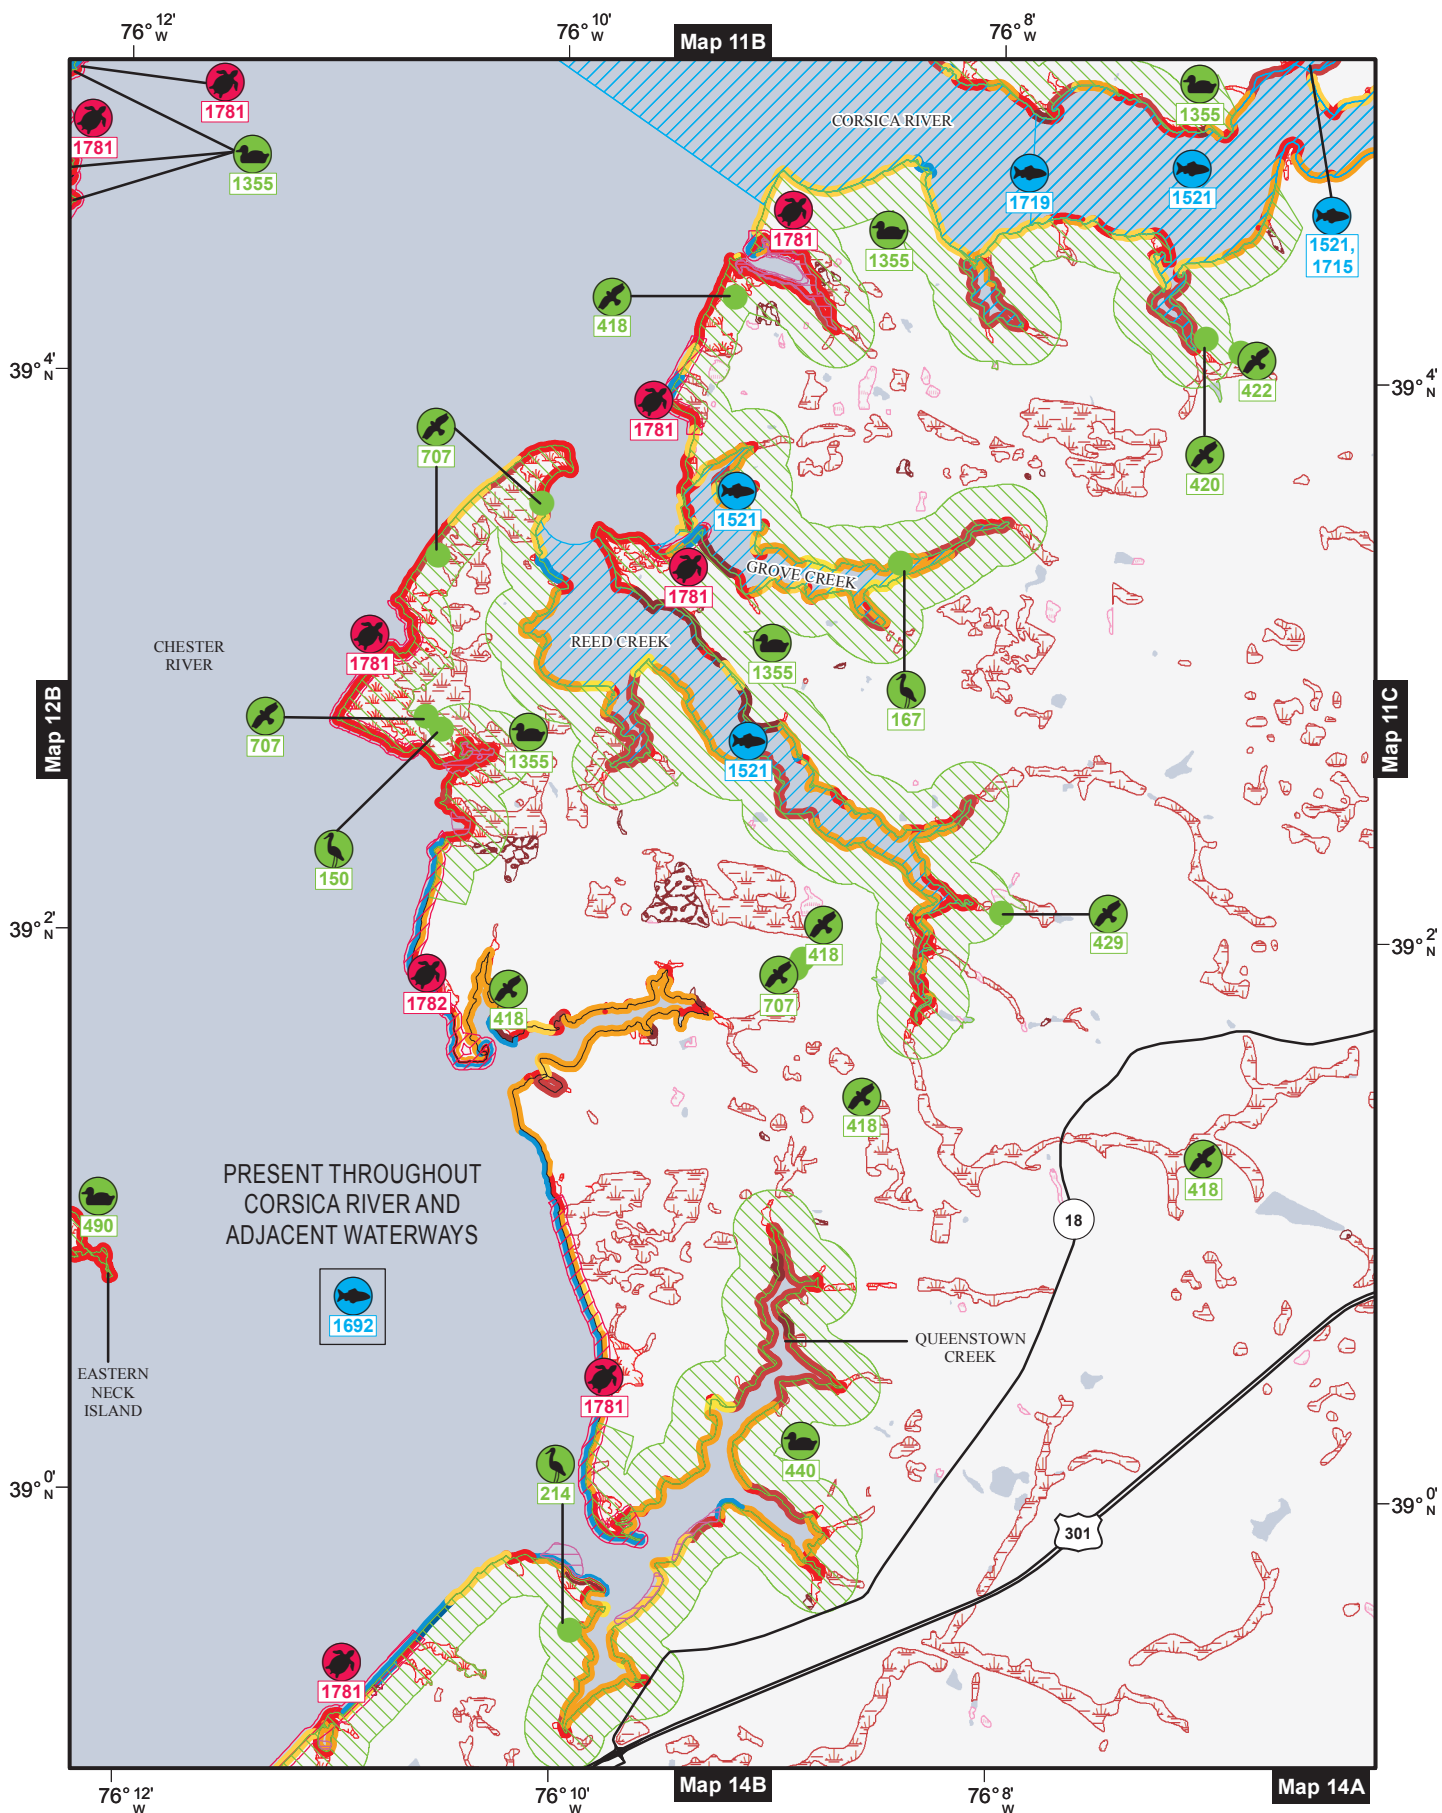 76° 12' W
76° 10' W
76° 8' W
Map 11B
1781
1781
1355
1355
CORSICA RIVER
1719
1521
1521,
1715
1781
1355
418
39° 4' N
39° 4' N
422
1781
707
420
1521
GROVE CREEK
1781
1781
CHESTER
RIVER
REED CREEK
1355
167
Map 12B
Map 11C
707
1355
1521
150
39° 2' N
39° 2' N
418
429
1782
418
707
418
418
PRESENT THROUGHOUT
CORSICA RIVER AND
ADJACENT WATERWAYS
490
18
1692
QUEENSTOWN
CREEK
EASTERN
NECK
ISLAND
1781
440
214
39° 0' N
39° 0' N
301
1781
76° 12' W
76° 10' W
Map 14B
76° 8' W
Map 14A